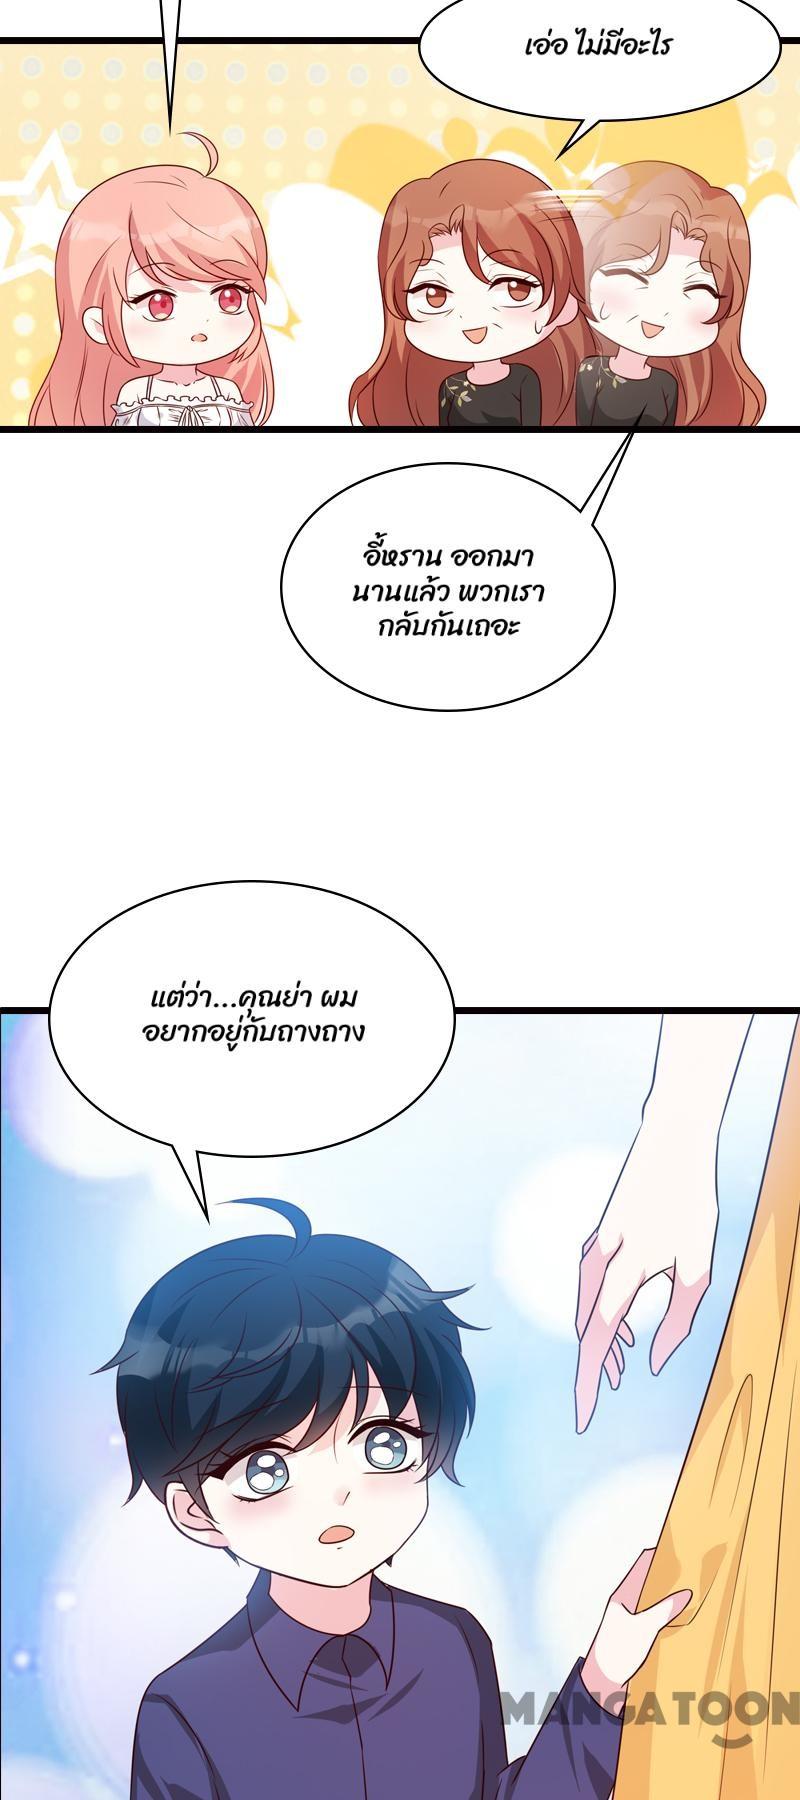 เอ่อ ไม่มีอะไร
อี้หราน ออกมา
นานแล้ว พวกเรา
กลับกันเถอะ
แต่ว่า...คุณย่า ผม
อยากอยู่กับถางถาง
MANGATOON